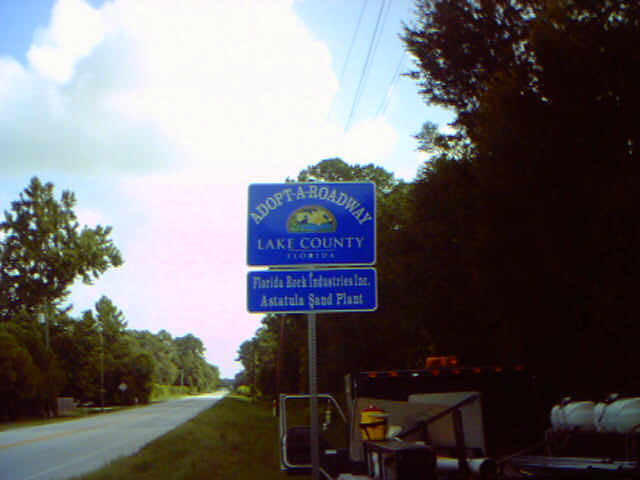 ADOPT-A-ROADWAY
LAKE COUNTY
FLORIDA
Florida Rock Industries Inc.
Astatula Sand Plant